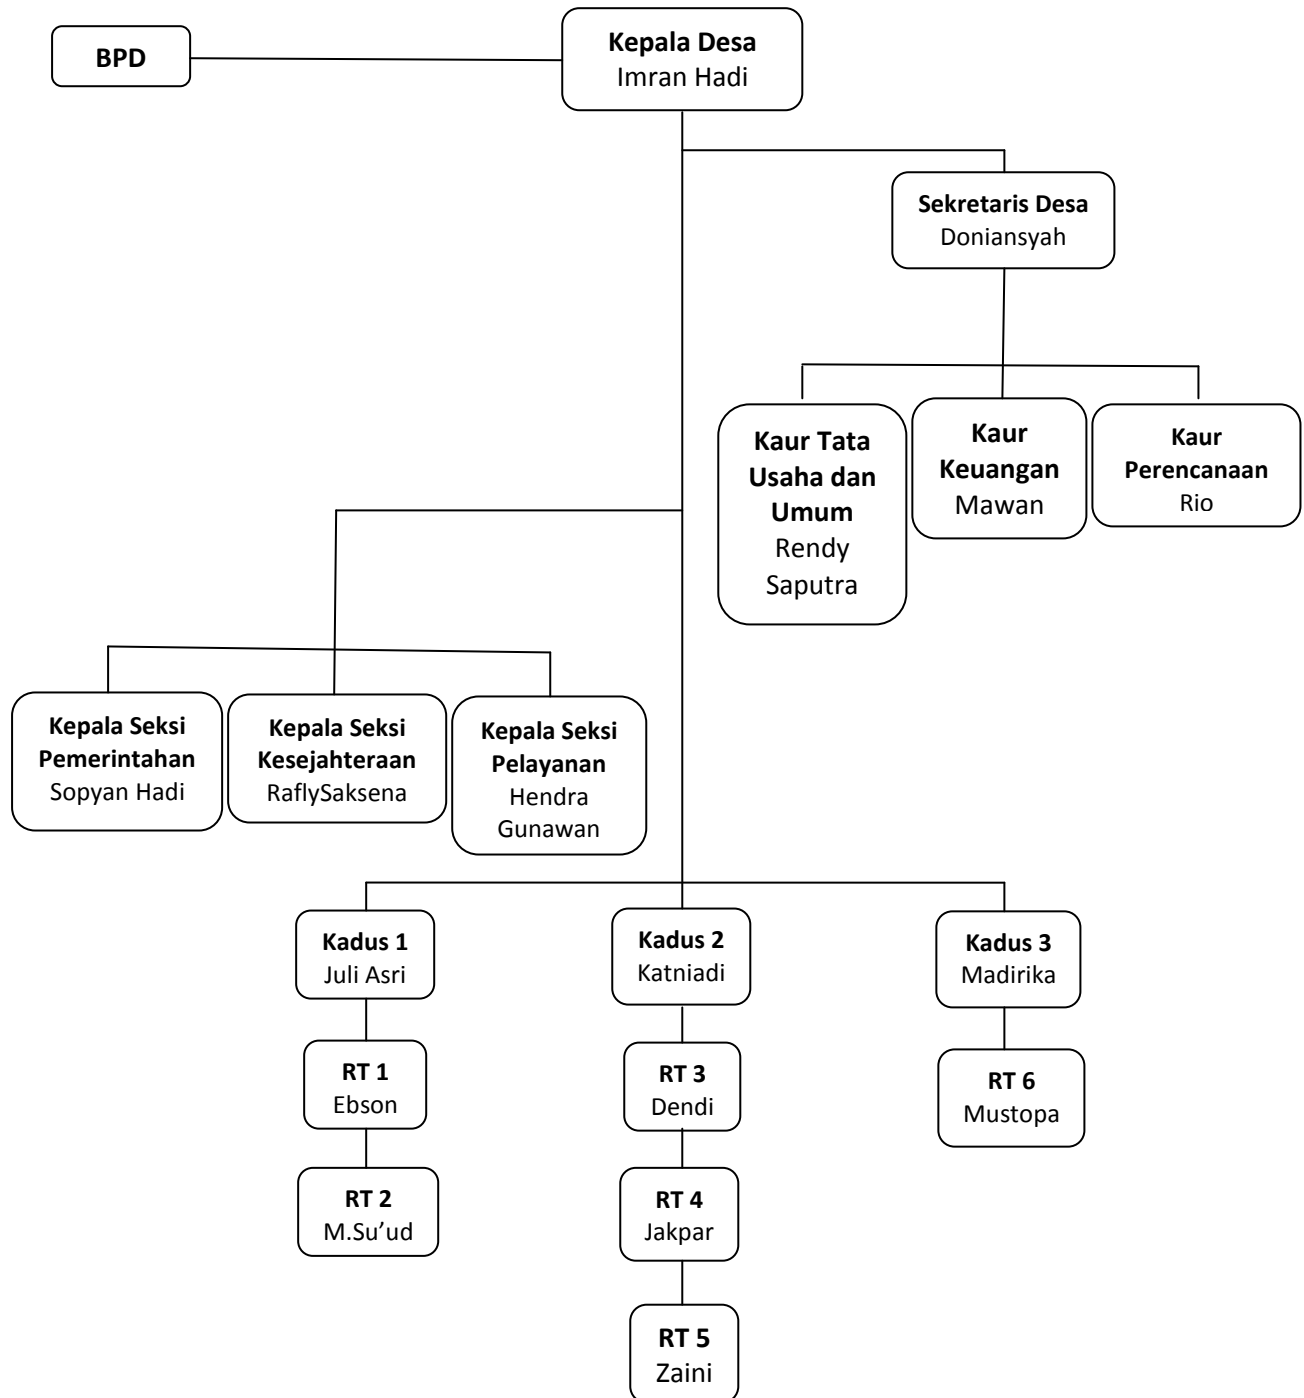 BPD
Kepala Desa
Imran Hadi
Sekretaris Desa
Doniansyah
Kaur Tata
Usaha dan
Umum
Rendy
Saputra
Kaur
Keuangan
Mawan
Kaur
Perencanaan
Rio
Kepala Seksi
Pemerintahan
Sopyan Hadi
Kepala Seksi
Kesejahteraan
RaflySaksena
Kepala Seksi
Pelayanan
Hendra
Gunawan
Kadus 1
Juli Asri
Kadus 2
Katniadi
Kadus 3
Madirika
RT 1
Ebson
RT 3
Dendi
RT 6
Mustopa
RT 2
M.Su’ud
RT 4
Jakpar
RT 5
Zaini